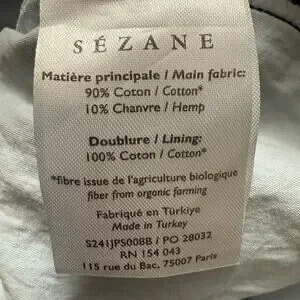 SÉZANE
Matière principale / Main fabric:
90% Coton / Cotton*
10% Chanvre / Hemp
Doublure / Lining:
100% Coton / Cotton*
*fibre issue de l'agriculture biologique
fiber from organic farming
Fabriqué en Türkiye
Made in Turkey
S241JPS00BB / PO 28032
RN 154 043
115 rue du Bac, 75007 Paris